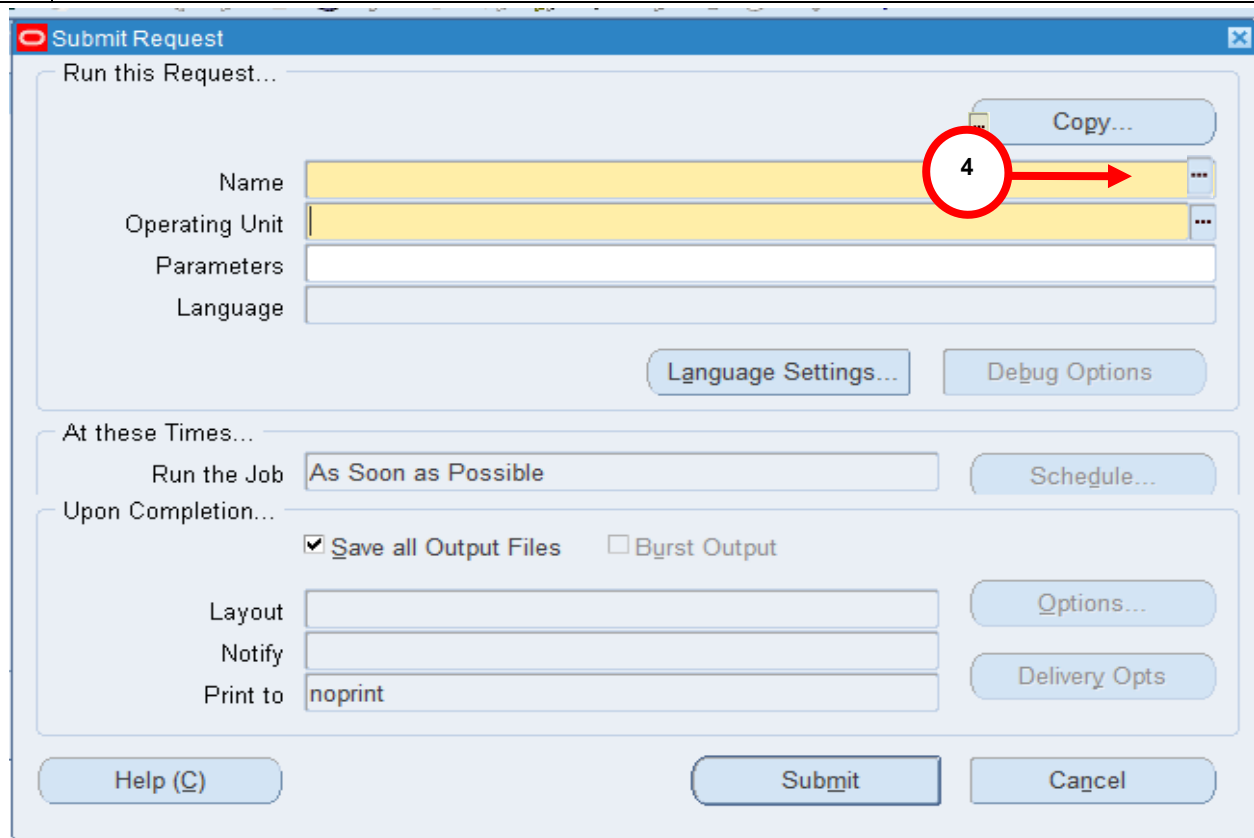 Submit Request
Run this Request...
Copy...
4
Name
Operating Unit
Parameters
Language
Language Settings...
Debug Options
At these Times...
Run the Job
As Soon as Possible
Schedule...
Upon Completion...
Save all Output Files
Burst Output
Layout
Options...
Notify
Delivery Opts
Print to
noprint
Help (C)
Submit
Cancel